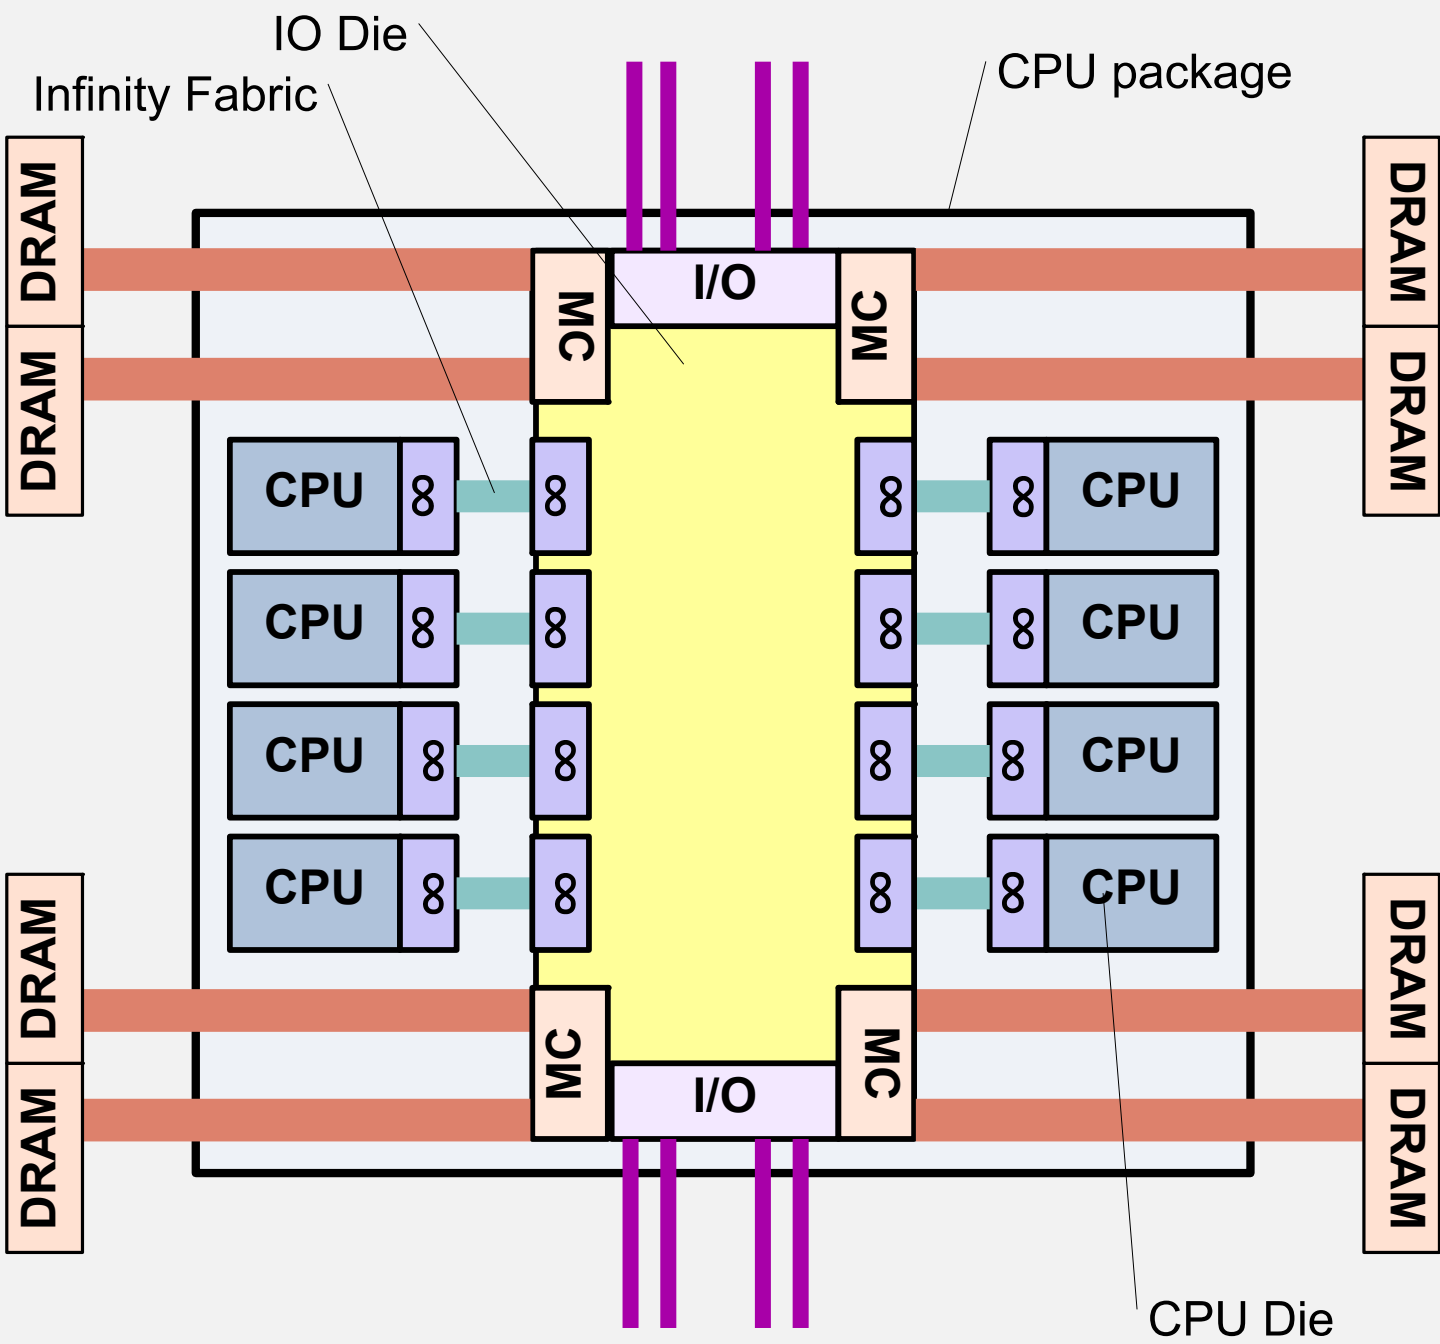 IO Die
Infinity Fabric
CPU package
DRAM
DRAM
DRAM
DRAM
MC
I/O
MC
CPU
∞
∞
∞
∞
CPU
CPU
∞
∞
∞
∞
CPU
CPU
∞
∞
∞
∞
CPU
CPU
∞
∞
∞
∞
CPU
DRAM
DRAM
DRAM
DRAM
MC
I/O
MC
CPU Die